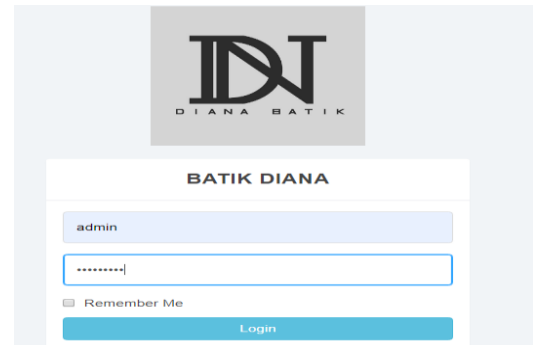 DN
DIANA BATIK
BATIK DIANA
admin
•••••••••
Remember Me
Login